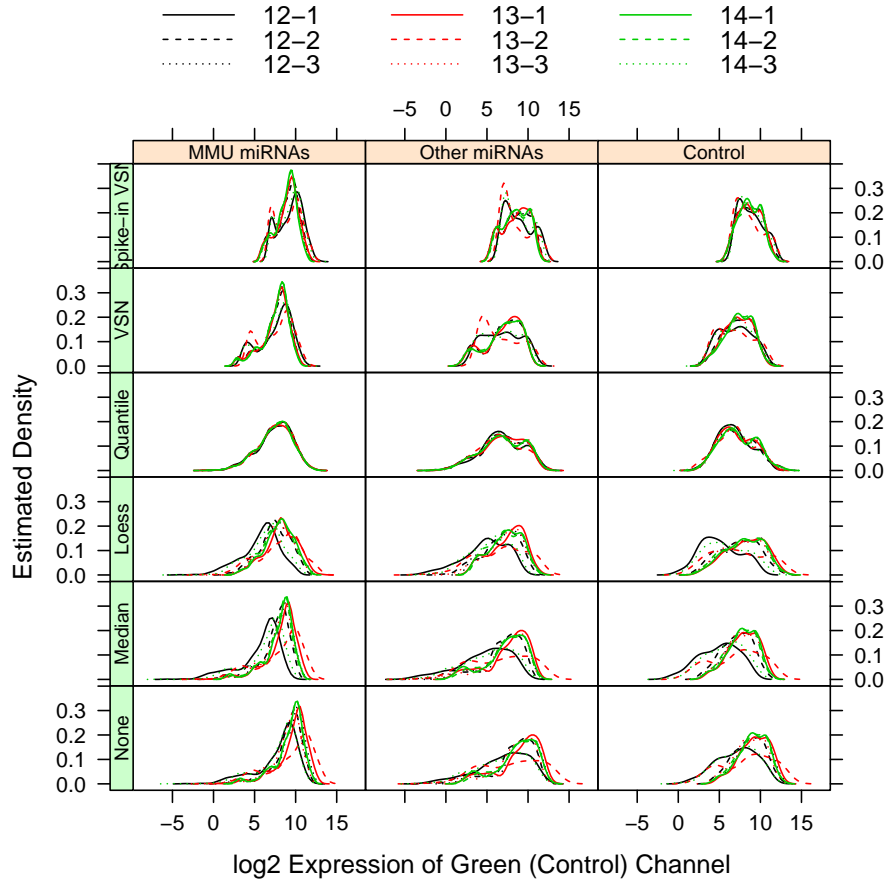 12−1 13−1 14−1
12−2 13−2 14−2
12−3 13−3 14−3
−5 0 5 10 15
MMU miRNAs Other miRNAs Control
Spike−in VSN
0.0 0.1 0.2 0.3
VSN
0.0 0.1 0.2 0.3
Quantile
0.0 0.1 0.2 0.3
Loess
0.0 0.1 0.2 0.3
Median
0.0 0.1 0.2 0.3
None
0.0 0.1 0.2 0.3
Estimated Density
−5 0 5 10 15 −5 0 5 10 15
log2 Expression of Green (Control) Channel